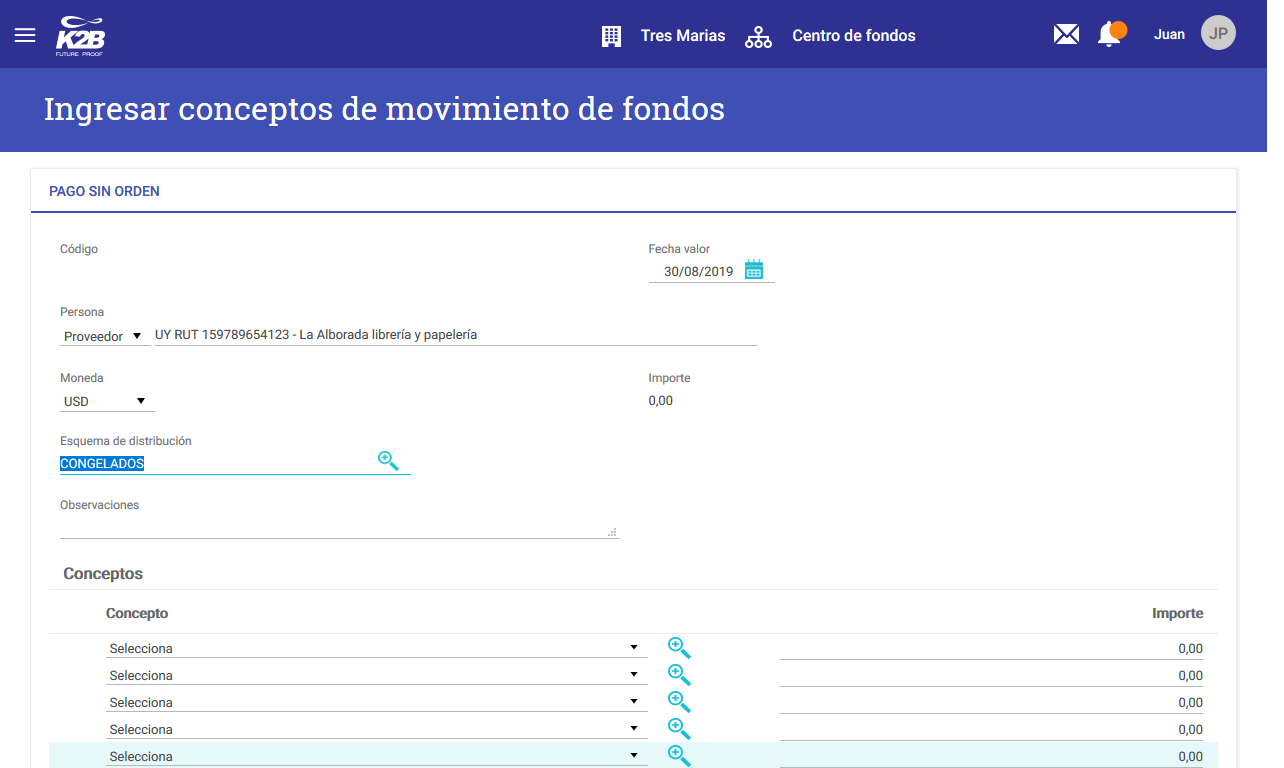 K2B
FUTURE PROOF
Tres Marias
Centro de fondos
Juan
JP
Ingresar conceptos de movimiento de fondos
PAGO SIN ORDEN
Código
Fecha valor
30/08/2019
Persona
Proveedor UY RUT 159789654123 - La Alborada librería y papelería
Moneda
Importe
USD
0,00
Esquema de distribución
CONGELADOS
Observaciones
Conceptos
Concepto Importe
Selecciona 0,00
Selecciona 0,00
Selecciona 0,00
Selecciona 0,00
Selecciona 0,00